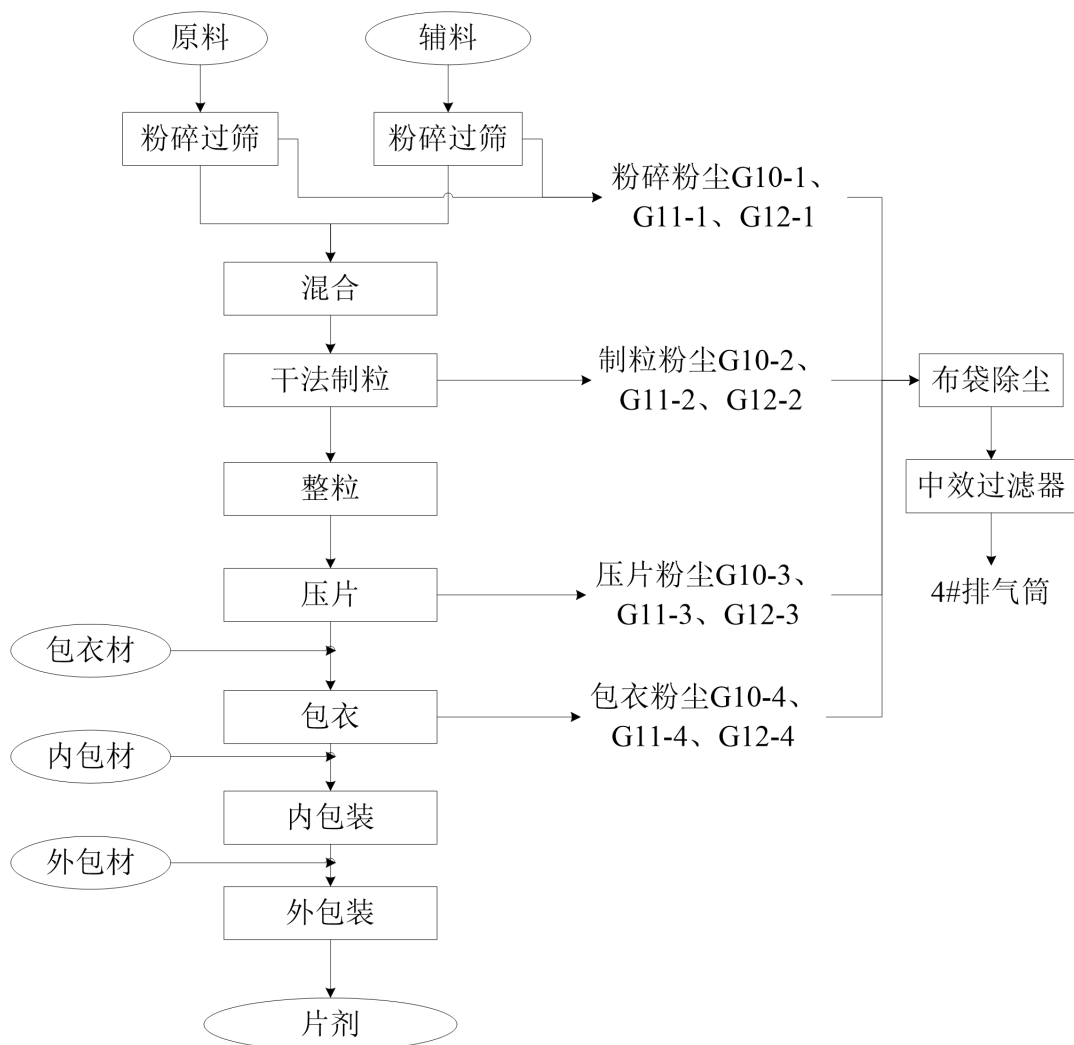 原料
辅料
粉碎过筛
粉碎过筛
粉碎粉尘G10-1、
G11-1、G12-1
混合
干法制粒
制粒粉尘G10-2、
G11-2、G12-2
布袋除尘
整粒
中效过滤器
压片
压片粉尘G10-3、
G11-3、G12-3
4#排气筒
包衣材
包衣
包衣粉尘G10-4、
G11-4、G12-4
内包材
内包装
外包材
外包装
片剂